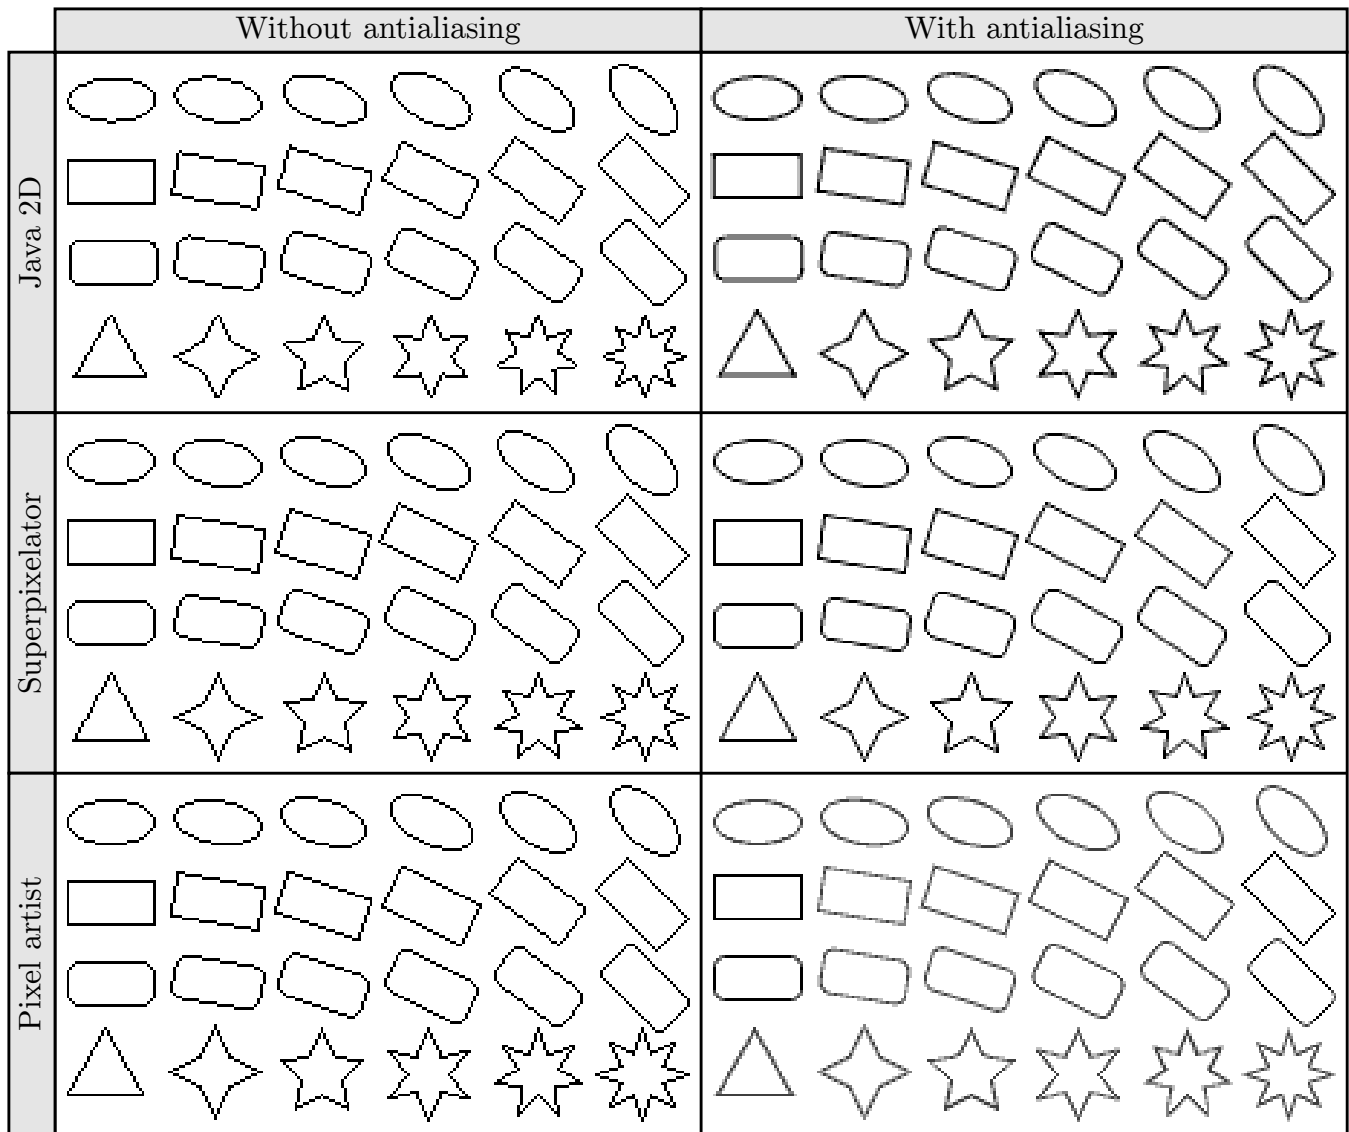 Without antialiasing
With antialiasing
Java 2D
Superpixelator
Pixel artist